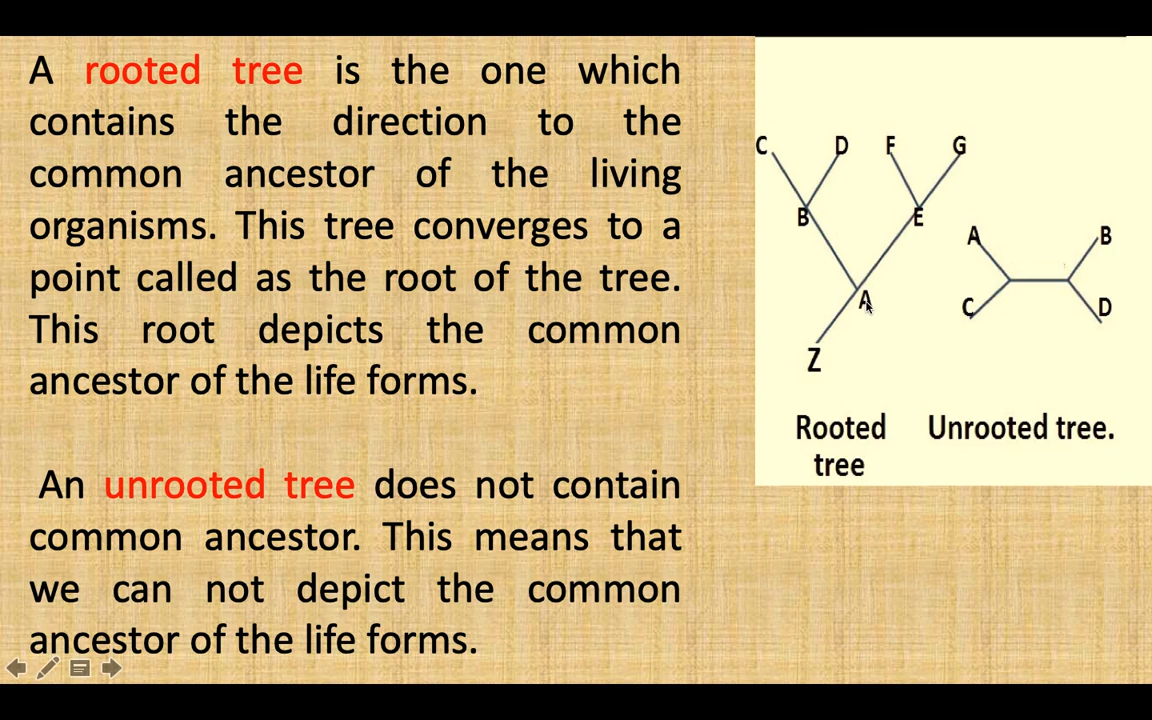 A rooted tree is the one which
contains the direction to the
common ancestor of the living
organisms. This tree converges to a
point called as the root of the tree.
This root depicts the common
ancestor of the life forms.
An unrooted tree does not contain
common ancestor. This means that
we can not depict the common
ancestor of the life forms.
C D F G
B E
A
Z
A B
C D
Rooted
tree
Unrooted tree.